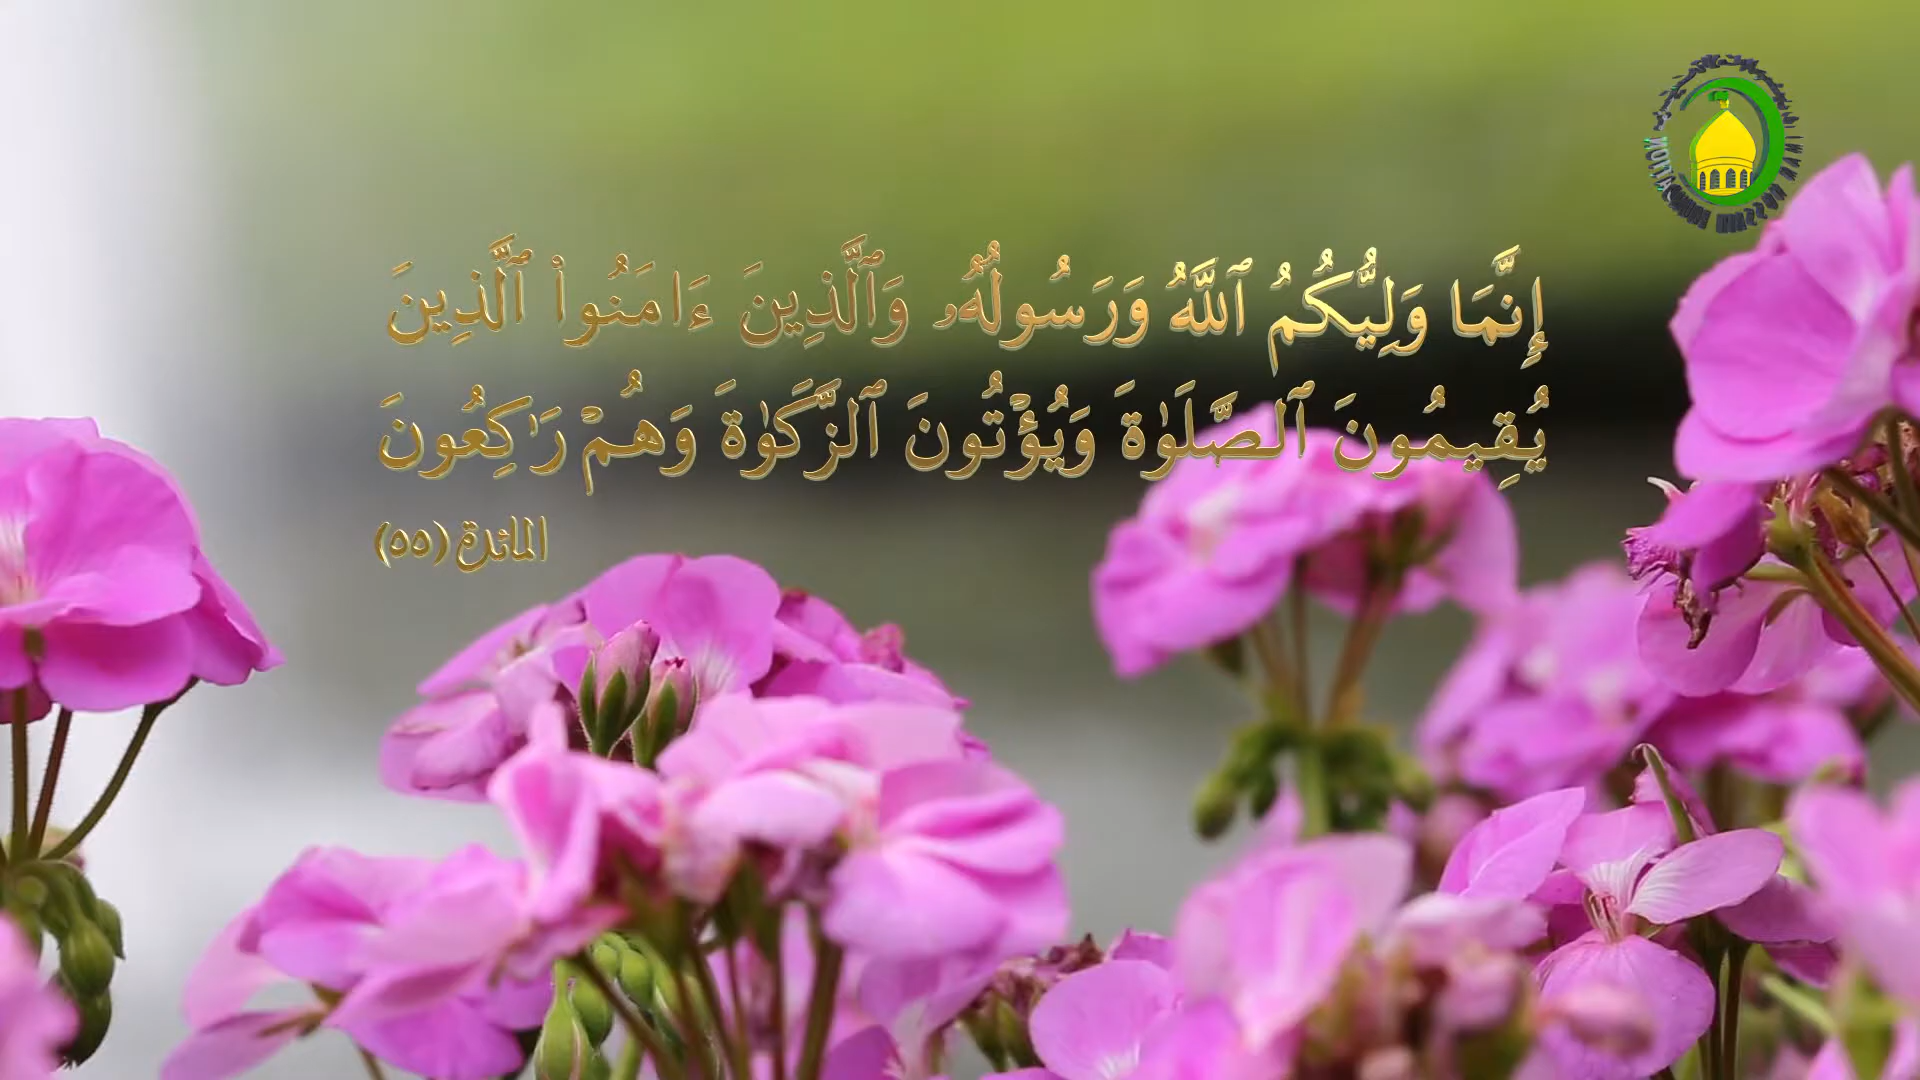 إِنَّمَا وَلِيُّكُمُ ٱللَّهُ وَرَسُولُهُۥ وَٱلَّذِينَ ءَامَنُوا۟ ٱلَّذِينَ
يُقِيمُونَ ٱلصَّلَوٰةَ وَيُؤْتُونَ ٱلزَّكَوٰةَ وَهُمْ رَٰكِعُونَ
المائدة (٥٥)